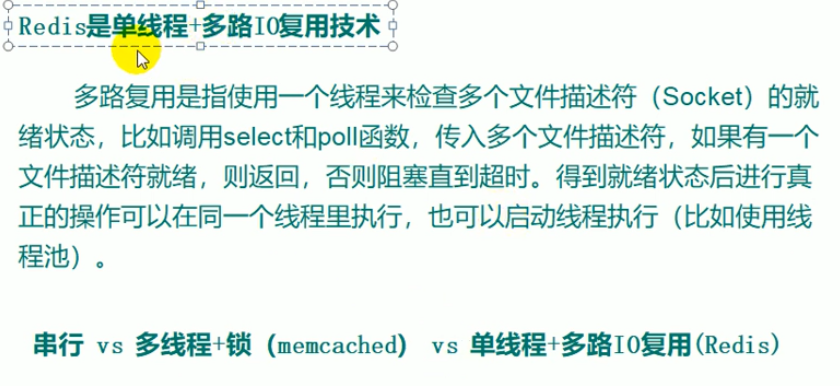 Redis是单线程+多路IO复用技术
多路复用是指使用一个线程来检查多个文件描述符（Socket）的就
绪状态，比如调用select和poll函数，传入多个文件描述符，如果有一个
文件描述符就绪，则返回，否则阻塞直到超时。得到就绪状态后进行真
正的操作可以在同一个线程里执行，也可以启动线程执行（比如使用线
程池）。
串行 vs 多线程+锁（memcached） vs 单线程+多路IO复用(Redis)